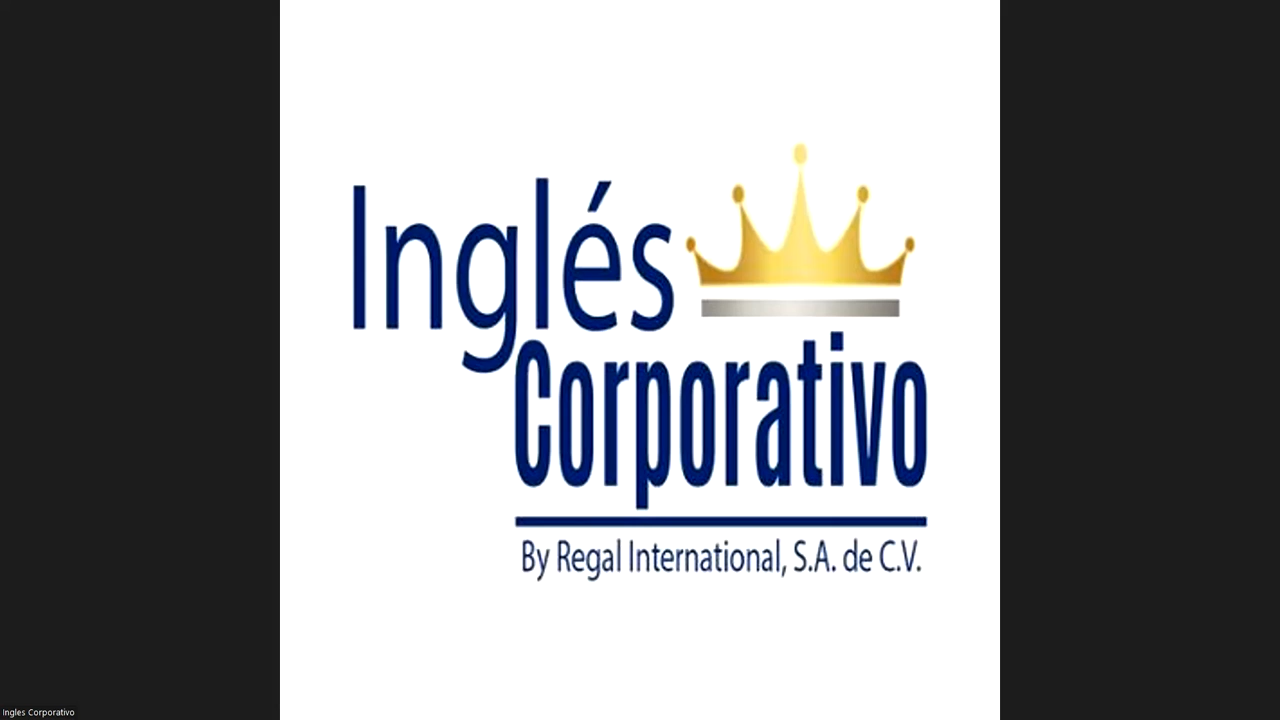 Inglés
Corporativo
By Regal International, S.A. de C.V.
Ingles Corporativo